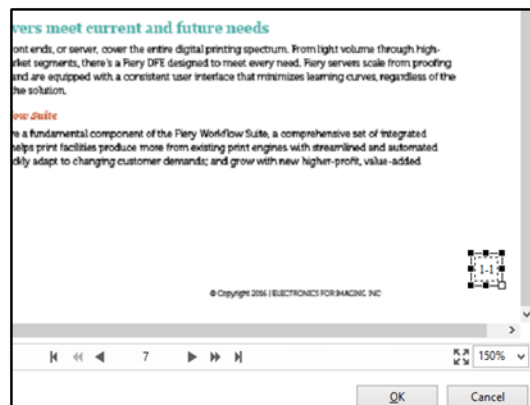 vers meet current and future needs
ont ends, or server, cover the entire digital printing spectrum. From light volume through high-
rket segments, there's a Fiery DFE designed to meet every need. Fiery servers scale from proofing
and are equipped with a consistent user interface that minimizes learning curves, regardless of the
the solution.
ow Suite
re a fundamental component of the Fiery Workflow Suite, a comprehensive set of integrated
helps print facilities produce more from existing print engines with streamlined and automated
ckly adapt to changing customer demands; and grow with new higher-profit, value-added
1-1
© Copyright 2016 | ELECTRONICS FOR IMAGING, INC
7
150%
OK
Cancel